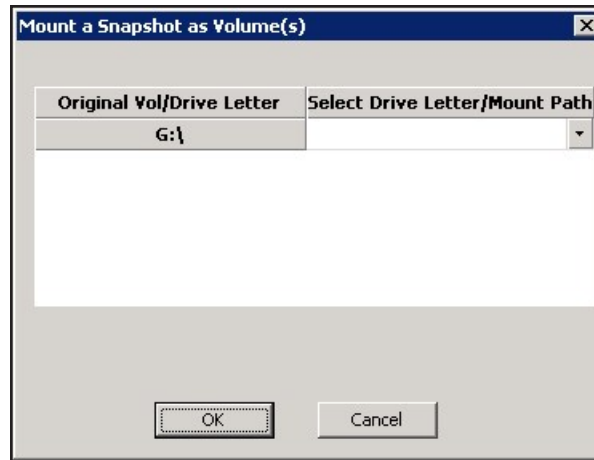 Mount a Snapshot as Volume(s)
Original Vol/Drive Letter Select Drive Letter/Mount Path
G:\
OK Cancel